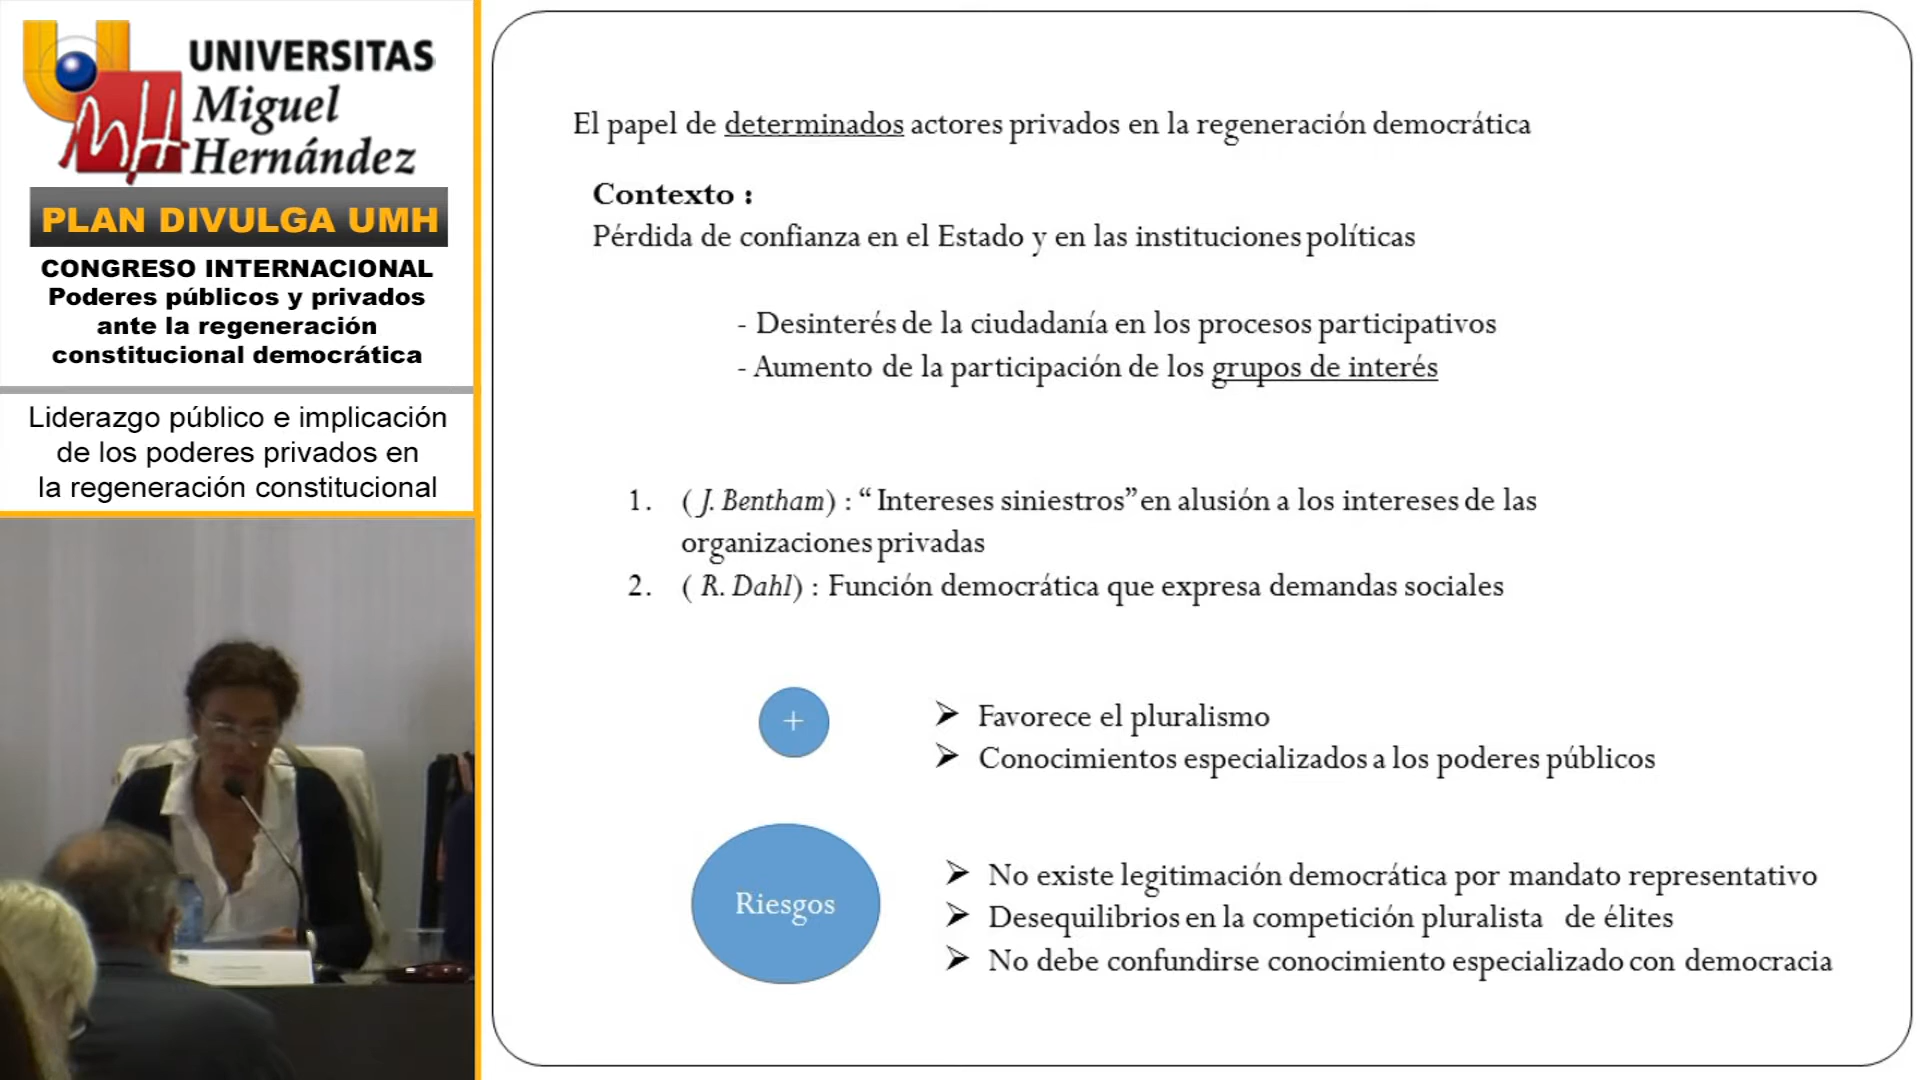 UNIVERSITAS
Miguel
Hernández
PLAN DIVULGA UMH
CONGRESO INTERNACIONAL
Poderes públicos y privados
ante la regeneración
constitucional democrática
Liderazgo público e implicación
de los poderes privados en
la regeneración constitucional
El papel de determinados actores privados en la regeneración democrática
Contexto :
Pérdida de confianza en el Estado y en las instituciones políticas
- Desinterés de la ciudadanía en los procesos participativos
- Aumento de la participación de los grupos de interés
1. ( J. Bentham) : “ Intereses siniestros” en alusión a los intereses de las
organizaciones privadas
2. ( R. Dahl) : Función democrática que expresa demandas sociales
+
➢ Favorece el pluralismo
➢ Conocimientos especializados a los poderes públicos
Riesgos
➢ No existe legitimación democrática por mandato representativo
➢ Desequilibrios en la competición pluralista de élites
➢ No debe confundirse conocimiento especializado con democracia